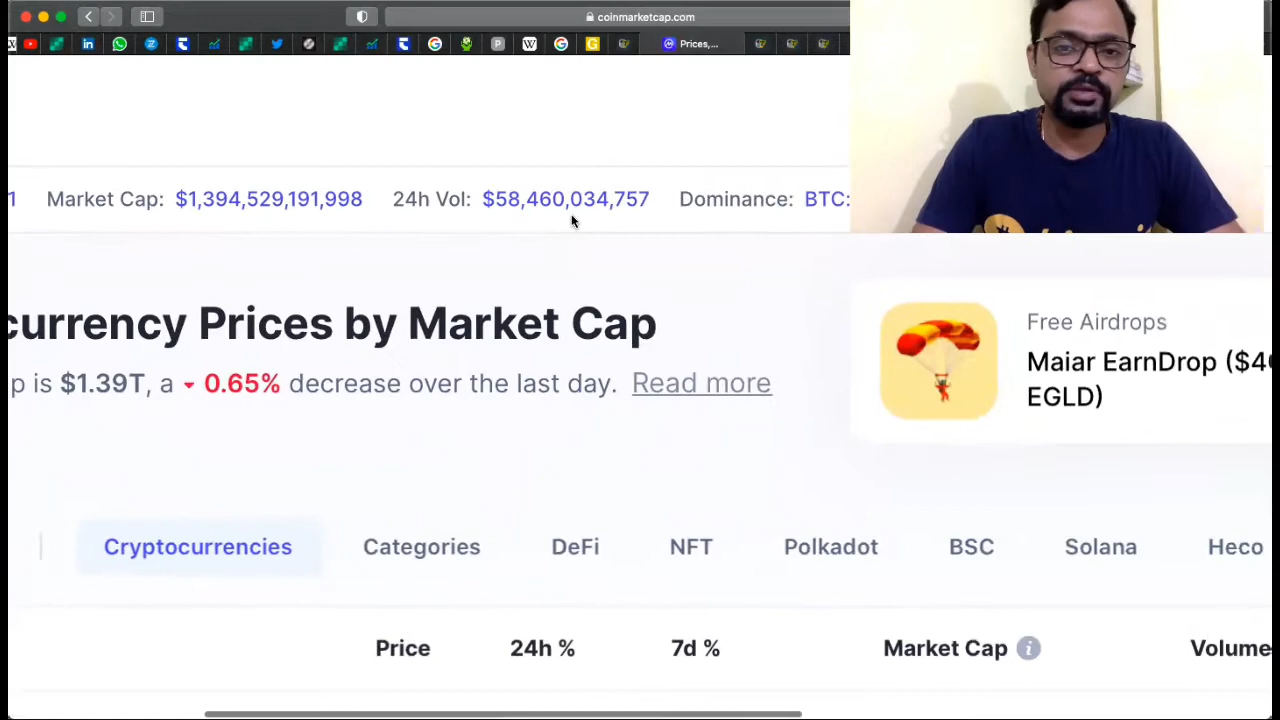 coinmarketcap.com
Prices,...
1 Market Cap: $1,394,529,191,998 24h Vol: $58,460,034,757 Dominance: BTC:
currency Prices by Market Cap
p is $1.39T, a 0.65% decrease over the last day. Read more
Free Airdrops
Maiar EarnDrop ($40
EGLD)
Cryptocurrencies Categories DeFi NFT Polkadot BSC Solana Heco
Price 24h % 7d % Market Cap Volume